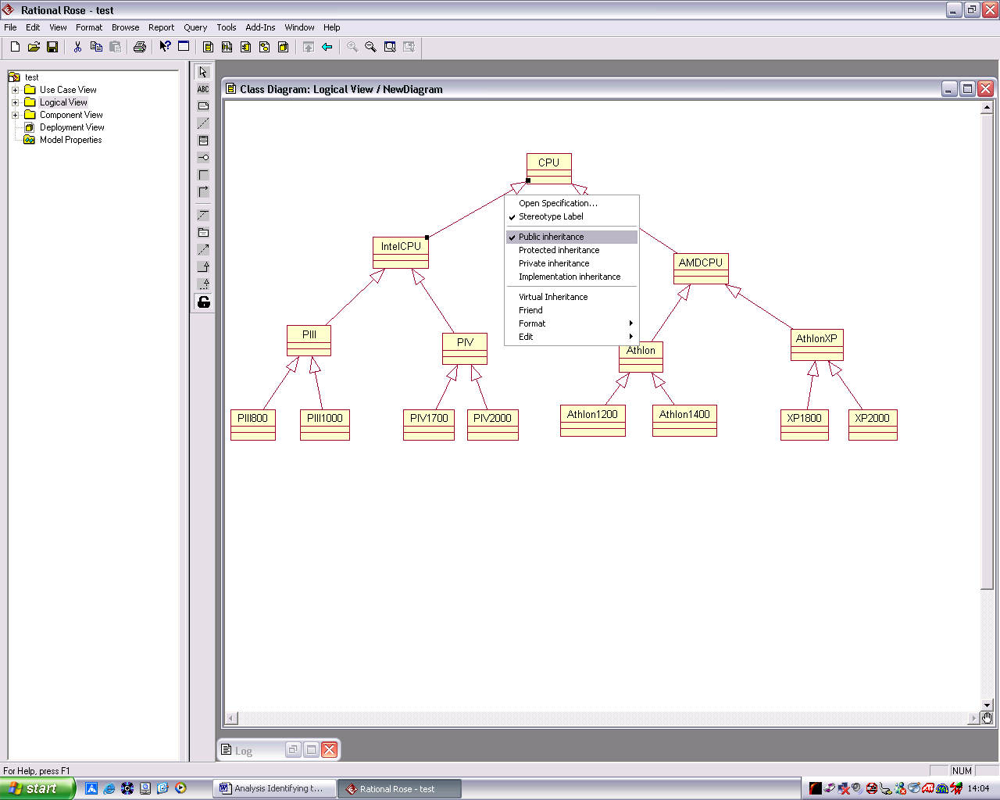 Rational Rose - test
File Edit View Format Browse Report Query Tools Add-Ins Window Help
ABC
test
Use Case View
Logical View
Component View
Deployment View
Model Properties
Class Diagram: Logical View / NewDiagram
CPU
Open Specification...
Stereotype Label
Public inheritance
Protected inheritance
Private inheritance
Implementation inheritance
Virtual Inheritance
Friend
Format
Edit
IntelCPU
AMDCPU
PIII
PIV
Athlon
AthlonXP
PIII800
PIII1000
PIV1700
PIV2000
Athlon1200
Athlon1400
XP1800
XP2000
Log
For Help, press F1
NUM
start
Analysis Identifying t...
Rational Rose - test
14:04